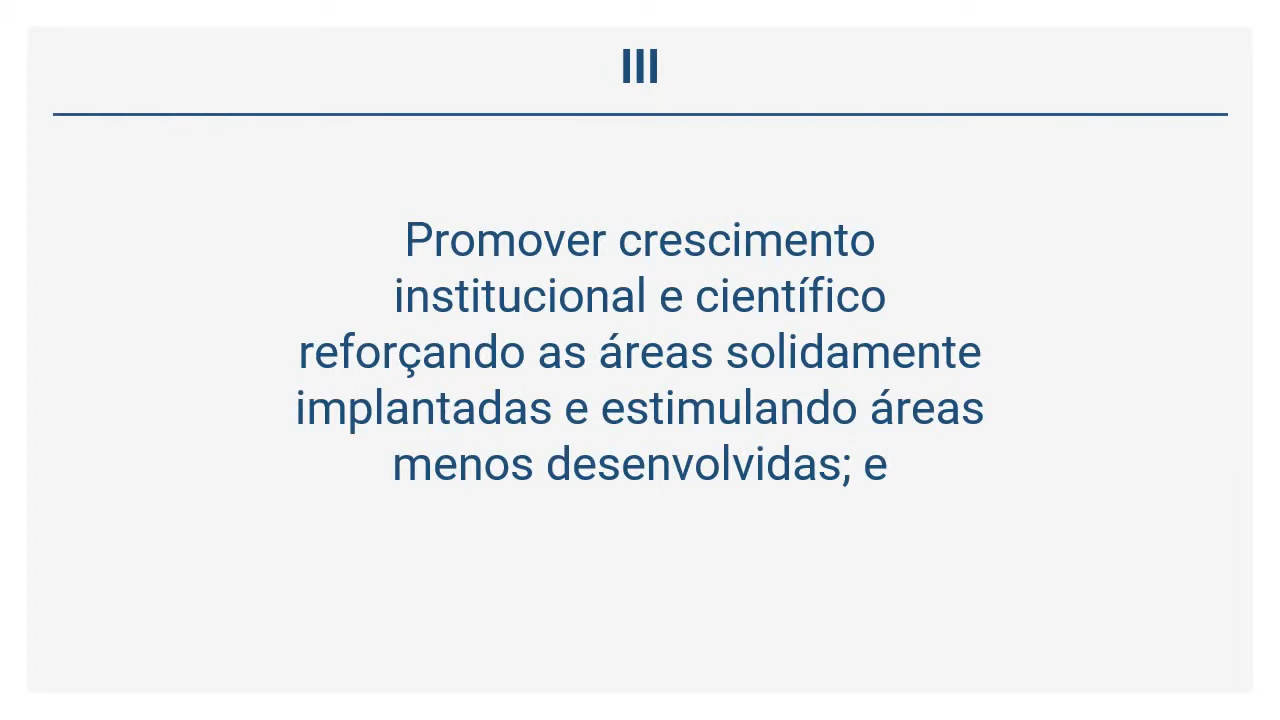 III
Promover crescimento
institucional e científico
reforçando as áreas solidamente
implantadas e estimulando áreas
menos desenvolvidas; e